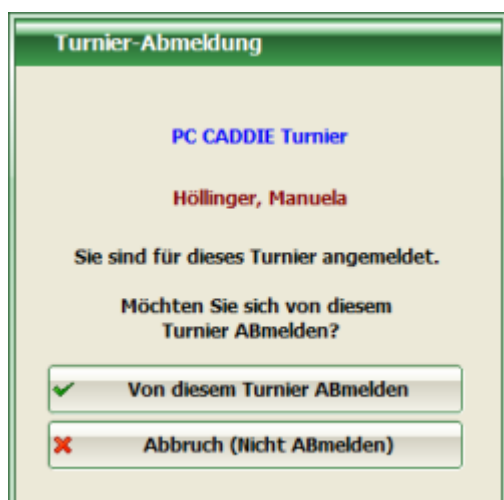 Turnier-Abmeldung
PC CADDIE Turnier
Höllinger, Manuela
Sie sind für dieses Turnier angemeldet.
Möchten Sie sich von diesem
Turnier ABmelden?
Von diesem Turnier ABmelden
Abbruch (Nicht ABmelden)